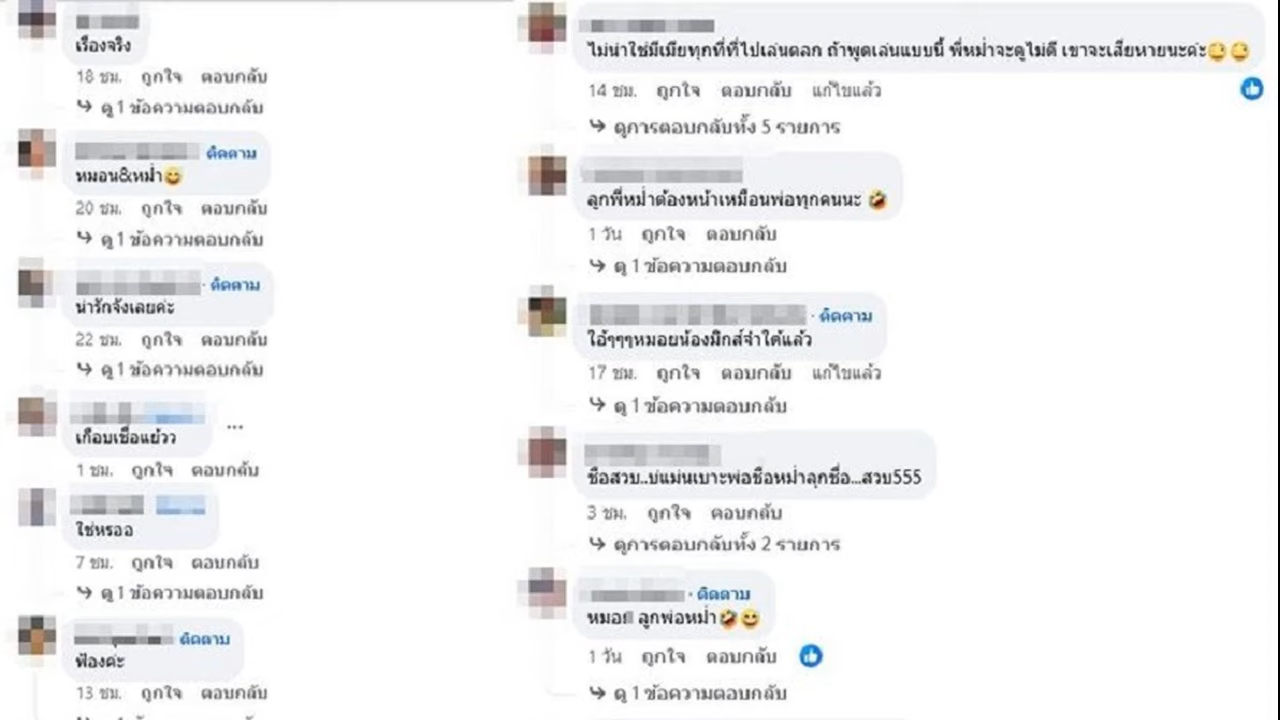 เรื่องจริง
18 ชม. ถูกใจ ตอบกลับ
ดู 1 ข้อความตอบกลับ
ติดตาม
หมอน&หม่ำ😄
20 ชม. ถูกใจ ตอบกลับ
ดู 1 ข้อความตอบกลับ
· ติดตาม
น่ารักจังเลยค่ะ
22 ชม. ถูกใจ ตอบกลับ
ดู 1 ข้อความตอบกลับ
...
เกือบเชื่อแย้วว
1 ชม. ถูกใจ ตอบกลับ
ใช่หรออ
7 ชม. ถูกใจ ตอบกลับ
ดู 1 ข้อความตอบกลับ
ติดตาม
ฟ้องค่ะ
13 ชม. ถูกใจ ตอบกลับ
ไม่น่าใช่มีเมียทุกที่ที่ไปเล่นตลก ถ้าพูดเล่นแบบนี้ พี่หม่ำจะดูไม่ดี เขาจะเสียหายนะค่ะ
14 ชม. ถูกใจ ตอบกลับ แก้ไขแล้ว
ดูการตอบกลับทั้ง 5 รายการ
ลูกพี่หม่ำต้องหน้าเหมือนพ่อทุกคนนะ 🤣
1 วัน ถูกใจ ตอบกลับ
ดู 1 ข้อความตอบกลับ
· ติดตาม
ใอ้ๆๆๆหมอยน้องมิกส์จำใด้แล้ว
17 ชม. ถูกใจ ตอบกลับ แก้ไขแล้ว
ดู 1 ข้อความตอบกลับ
ชื่อสวบ..บ่แม่นเบาะพ่อชื่อหม่ำลูกชื่อ...สวบ555
3 ชม. ถูกใจ ตอบกลับ
ดูการตอบกลับทั้ง 2 รายการ
· ติดตาม
ลูกพ่อหม่ำ🤣😄
1 วัน ถูกใจ ตอบกลับ
ดู 1 ข้อความตอบกลับ